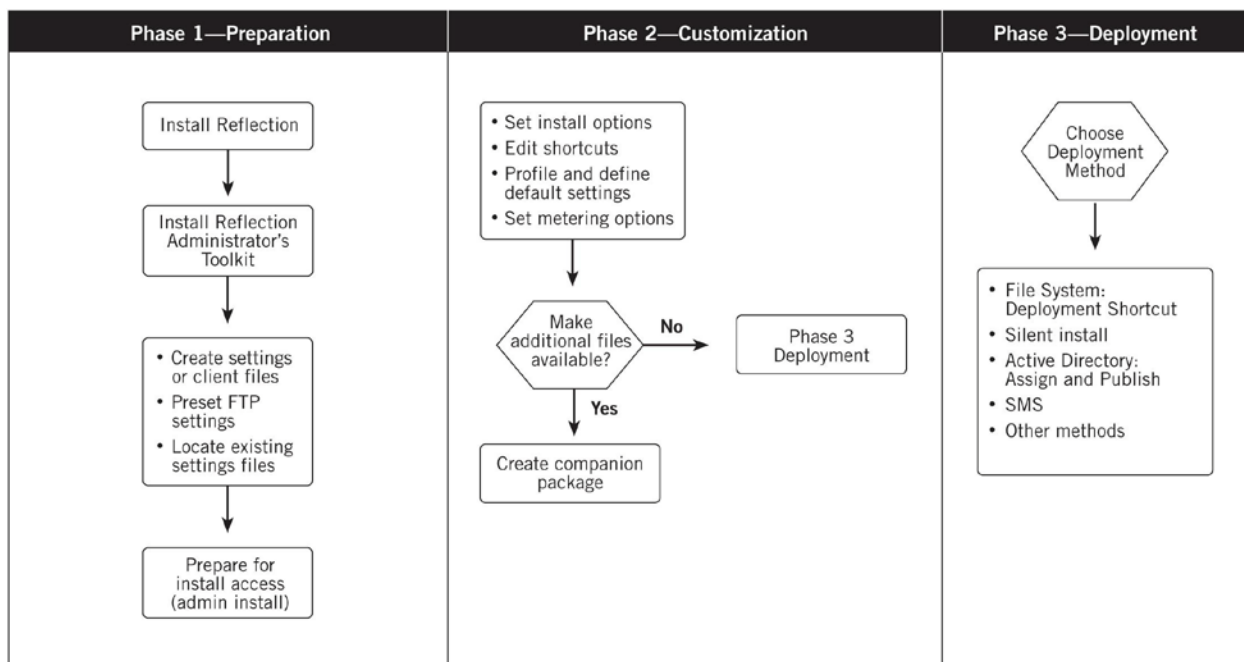 Phase 1—Preparation
Install Reflection
Install Reflection
Administrator's
Toolkit
• Create settings
or client files
• Preset FTP
settings
• Locate existing
settings files
Prepare for
install access
(admin install)
Phase 2—Customization
• Set install options
• Edit shortcuts
• Profile and define
default settings
• Set metering options
Make
additional files
available?
No
Phase 3
Deployment
Yes
Create companion
package
Phase 3—Deployment
Choose
Deployment
Method
• File System:
Deployment Shortcut
• Silent install
• Active Directory:
Assign and Publish
• SMS
• Other methods